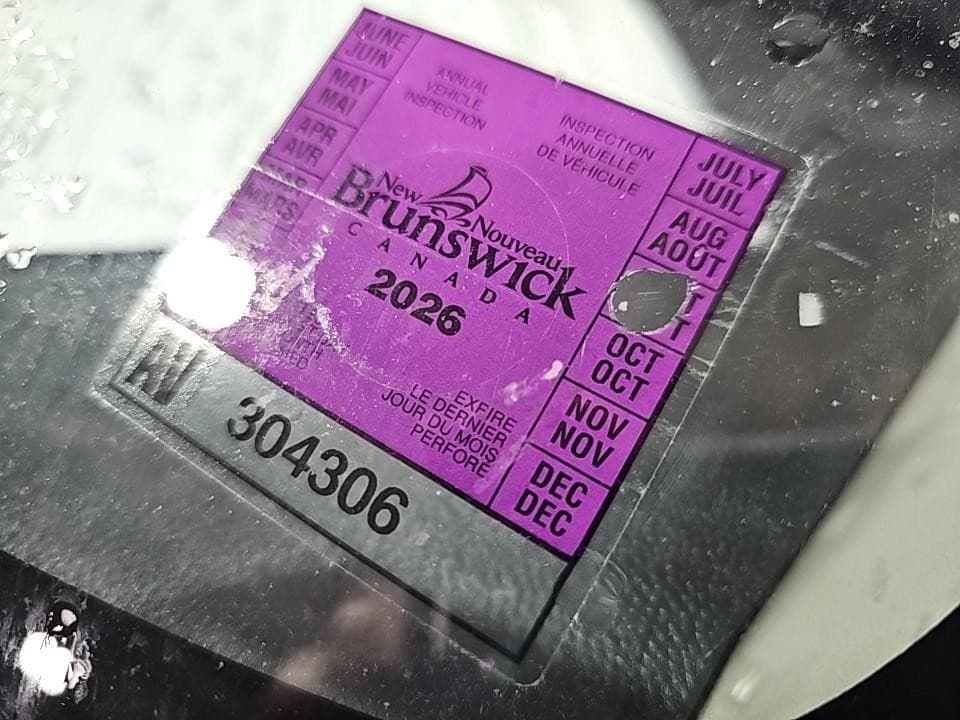 JUNE
JUIN
MAY
MAI
APR
AVR
MARS
ANNUAL
VEHICLE
INSPECTION
INSPECTION
ANNUELLE
DE VÉHICULE
New Nouveau
Brunswick
CANADA
2026
EXPIRE
LE DERNIER
JOUR DU MOIS
PERFORÉ
JULY
JUIL
AUG
AOÛT
T
T
OCT
OCT
NOV
NOV
DEC
DEC
304306